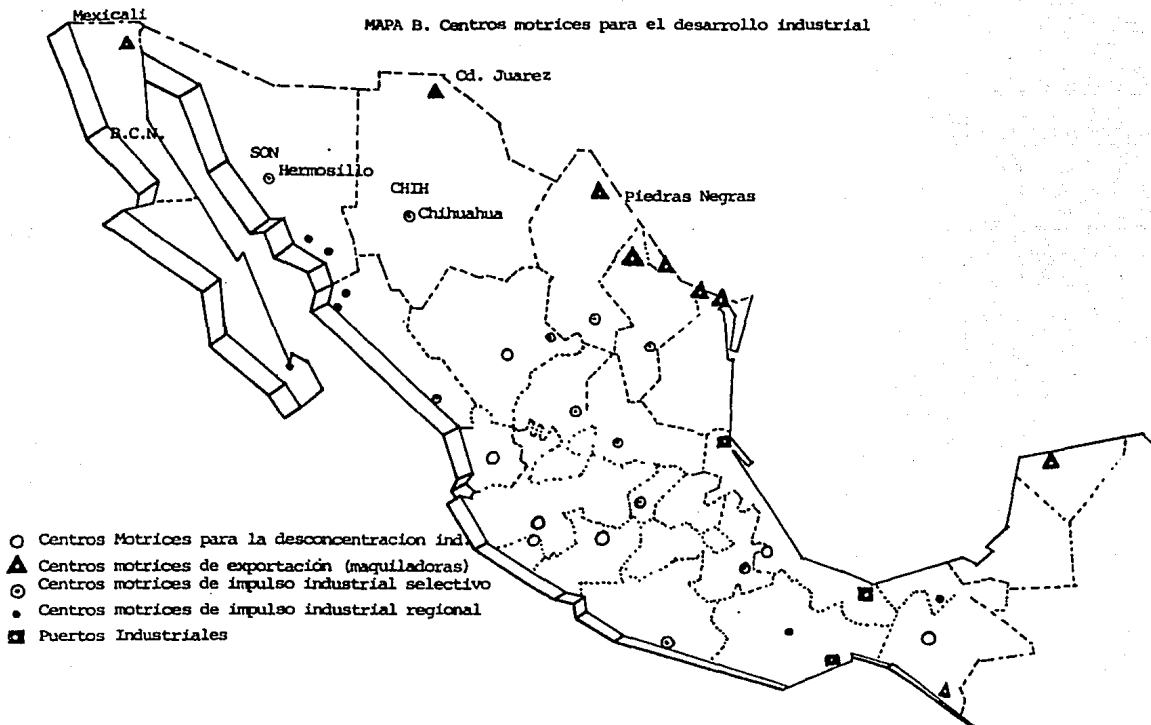 Mexicali
MAPA B. Centros motrices para el desarrollo industrial
Cd. Juarez
B.C.N.
SON
Hermosillo
CHIH
Chihuahua
Piedras Negras
Centros Motrices para la desconcentracion ind.
Centros motrices de exportación (maquiladoras)
Centros motrices de impulso industrial selectivo
Centros motrices de impulso industrial regional
Puertos Industriales